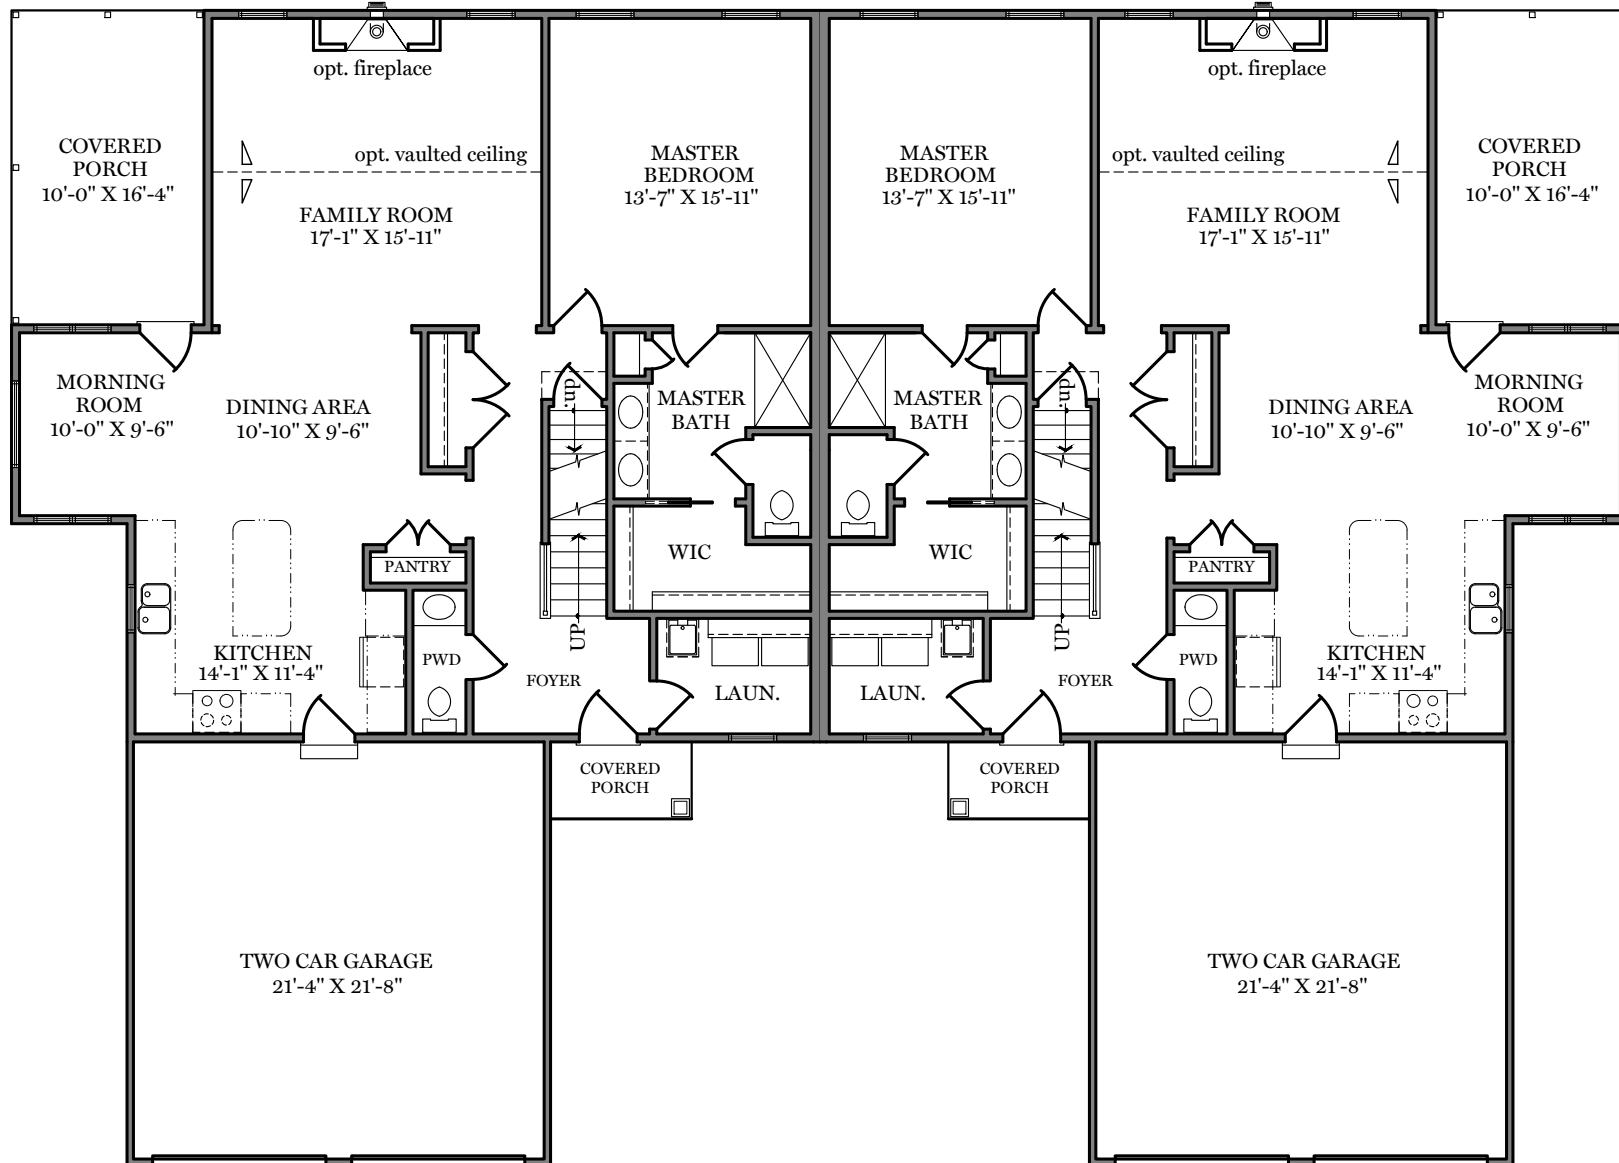 opt. fireplace
COVERED
PORCH
10'-0" X 16'-4"
opt. vaulted ceiling
FAMILY ROOM
17'-1" X 15'-11"
MASTER
BEDROOM
13'-7" X 15'-11"
MASTER
BEDROOM
13'-7" X 15'-11"
opt. fireplace
opt. vaulted ceiling
FAMILY ROOM
17'-1" X 15'-11"
COVERED
PORCH
10'-0" X 16'-4"
MORNING
ROOM
10'-0" X 9'-6"
DINING AREA
10'-10" X 9'-6"
dn.
MASTER
BATH
MASTER
BATH
dn.
DINING AREA
10'-10" X 9'-6"
MORNING
ROOM
10'-0" X 9'-6"
PANTRY
WIC
WIC
PANTRY
KITCHEN
14'-1" X 11'-4"
PWD
FOYER
UP
LAUN.
LAUN.
UP
FOYER
PWD
KITCHEN
14'-1" X 11'-4"
COVERED
PORCH
COVERED
PORCH
TWO CAR GARAGE
21'-4" X 21'-8"
TWO CAR GARAGE
21'-4" X 21'-8"